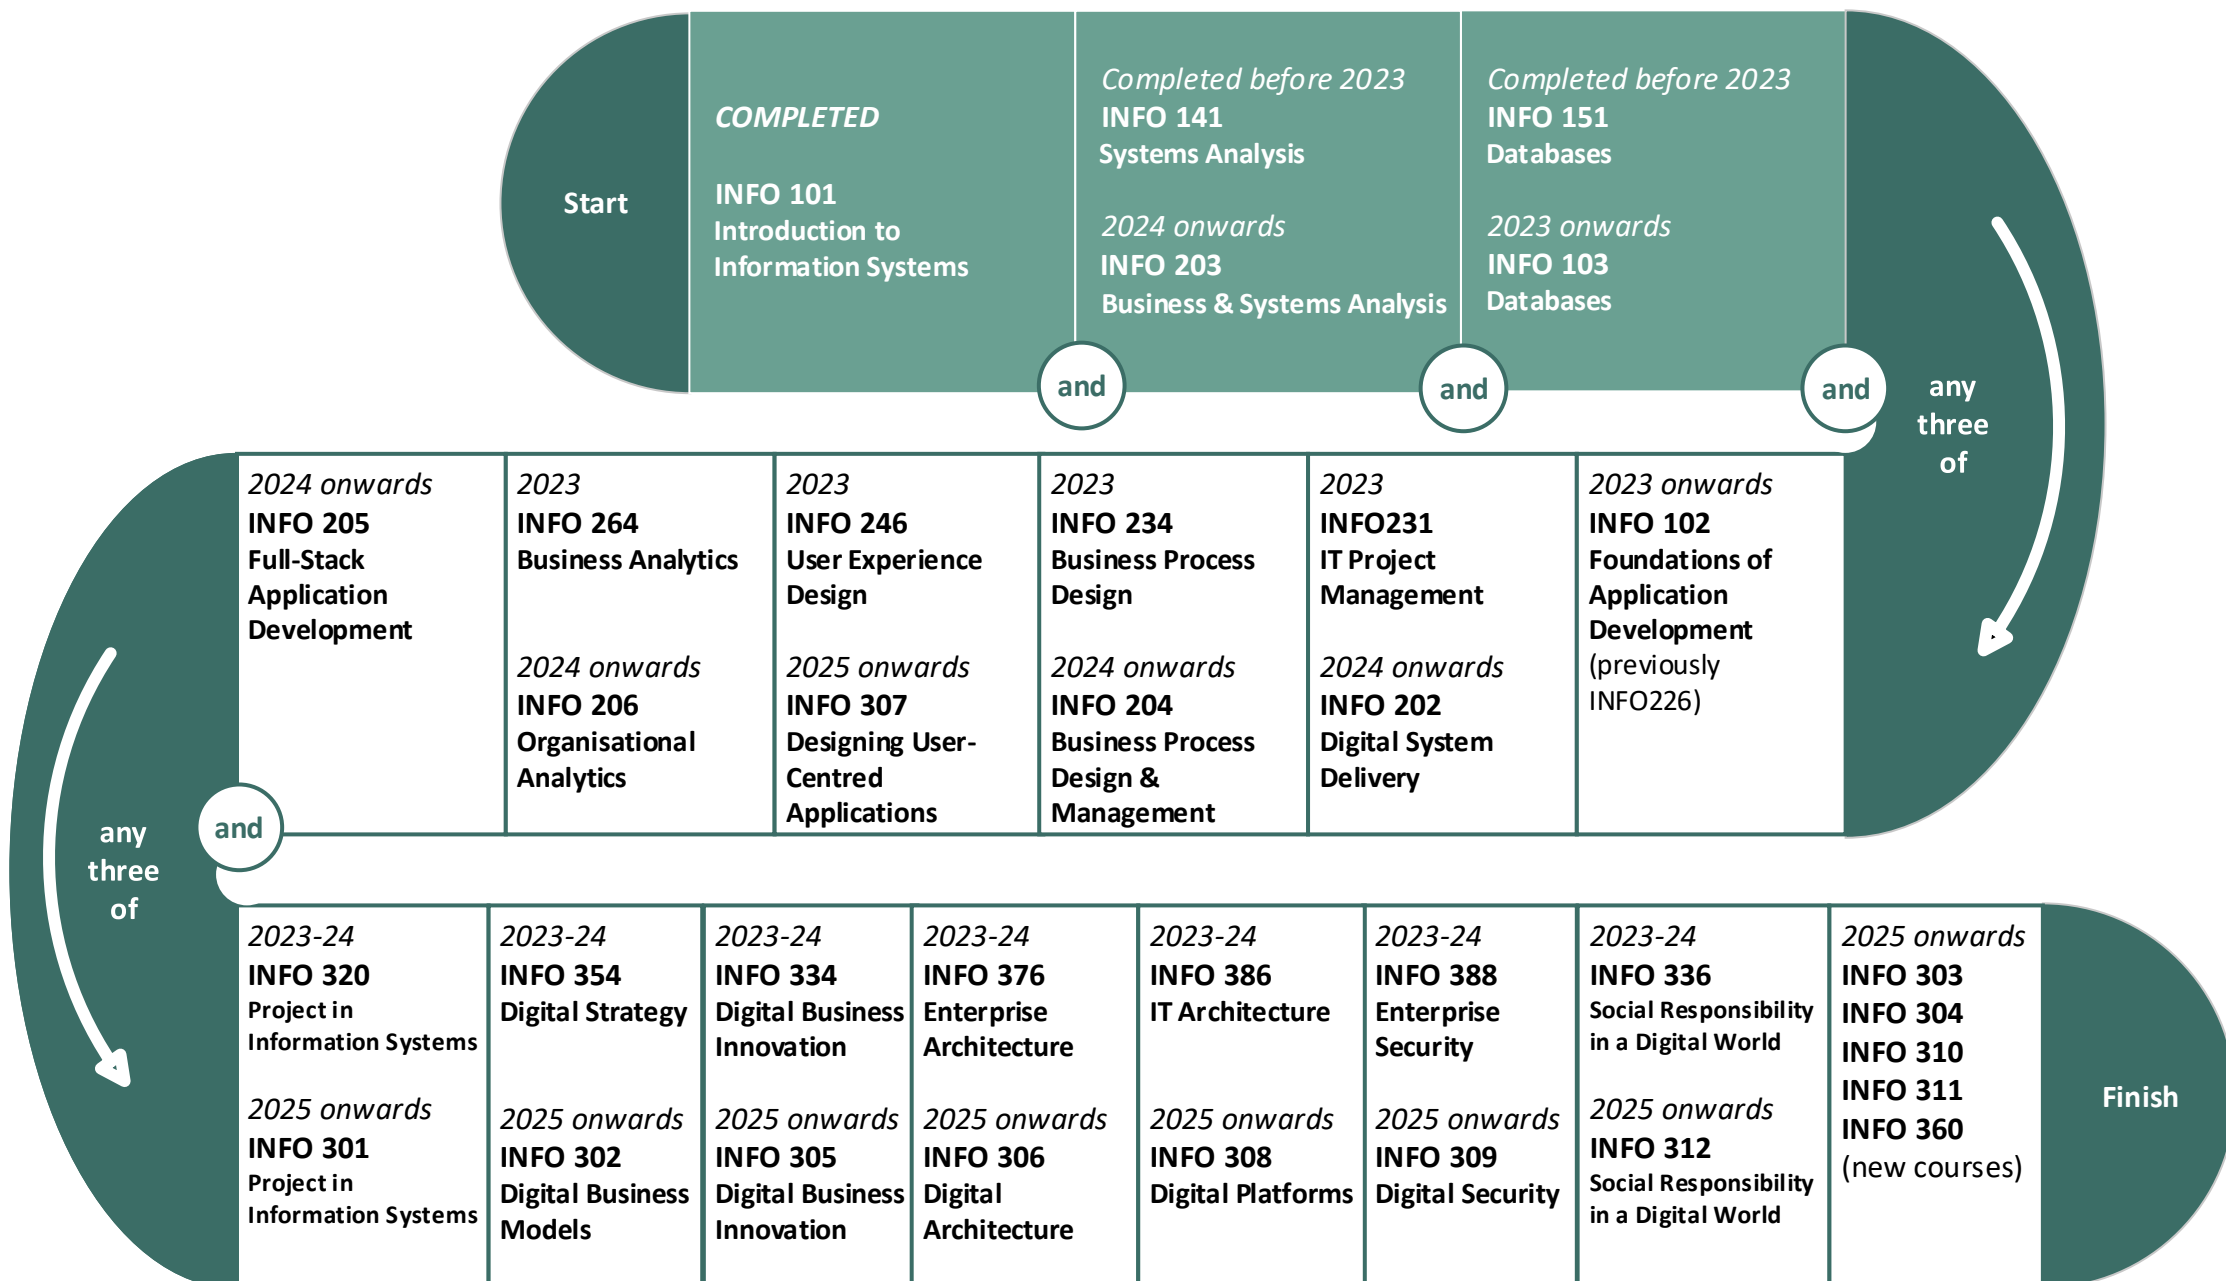 Start
COMPLETED
INFO 101
Introduction to
Information Systems
Completed before 2023
INFO 141
Systems Analysis
2024 onwards
INFO 203
Business & Systems Analysis
Completed before 2023
INFO 151
Databases
2023 onwards
INFO 103
Databases
and
and
and
any
three
of
2024 onwards
INFO 205
Full-Stack
Application
Development
2023
INFO 264
Business Analytics
2024 onwards
INFO 206
Organisational
Analytics
2023
INFO 246
User Experience
Design
2025 onwards
INFO 307
Designing User-
Centred
Applications
2023
INFO 234
Business Process
Design
2024 onwards
INFO 204
Business Process
Design &
Management
2023
INFO231
IT Project
Management
2024 onwards
INFO 202
Digital System
Delivery
2023 onwards
INFO 102
Foundations of
Application
Development
(previously
INFO226)
and
any
three
of
2023-24
INFO 320
Project in
Information Systems
2025 onwards
INFO 301
Project in
Information Systems
2023-24
INFO 354
Digital Strategy
2025 onwards
INFO 302
Digital Business
Models
2023-24
INFO 334
Digital Business
Innovation
2025 onwards
INFO 305
Digital Business
Innovation
2023-24
INFO 376
Enterprise
Architecture
2025 onwards
INFO 306
Digital
Architecture
2023-24
INFO 386
IT Architecture
2025 onwards
INFO 308
Digital Platforms
2023-24
INFO 388
Enterprise
Security
2025 onwards
INFO 309
Digital Security
2023-24
INFO 336
Social Responsibility
in a Digital World
2025 onwards
INFO 312
Social Responsibility
in a Digital World
2025 onwards
INFO 303
INFO 304
INFO 310
INFO 311
INFO 360
(new courses)
Finish